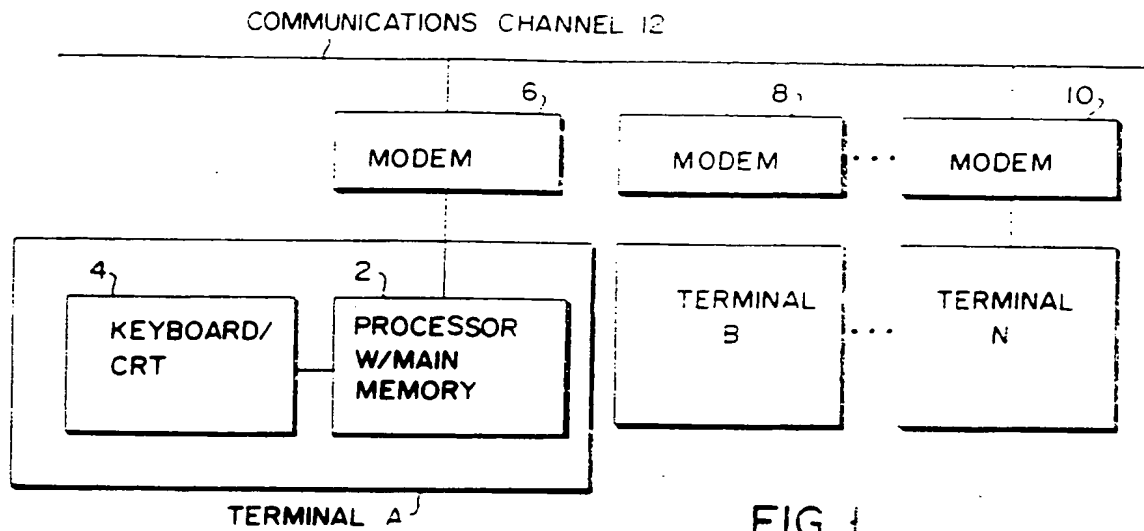 COMMUNICATIONS CHANNEL 12
6
8
10
MODEM
MODEM
...
MODEM
4
2
KEYBOARD/
CRT
PROCESSOR
W/MAIN
MEMORY
TERMINAL
B
...
TERMINAL
N
TERMINAL A
FIG 1